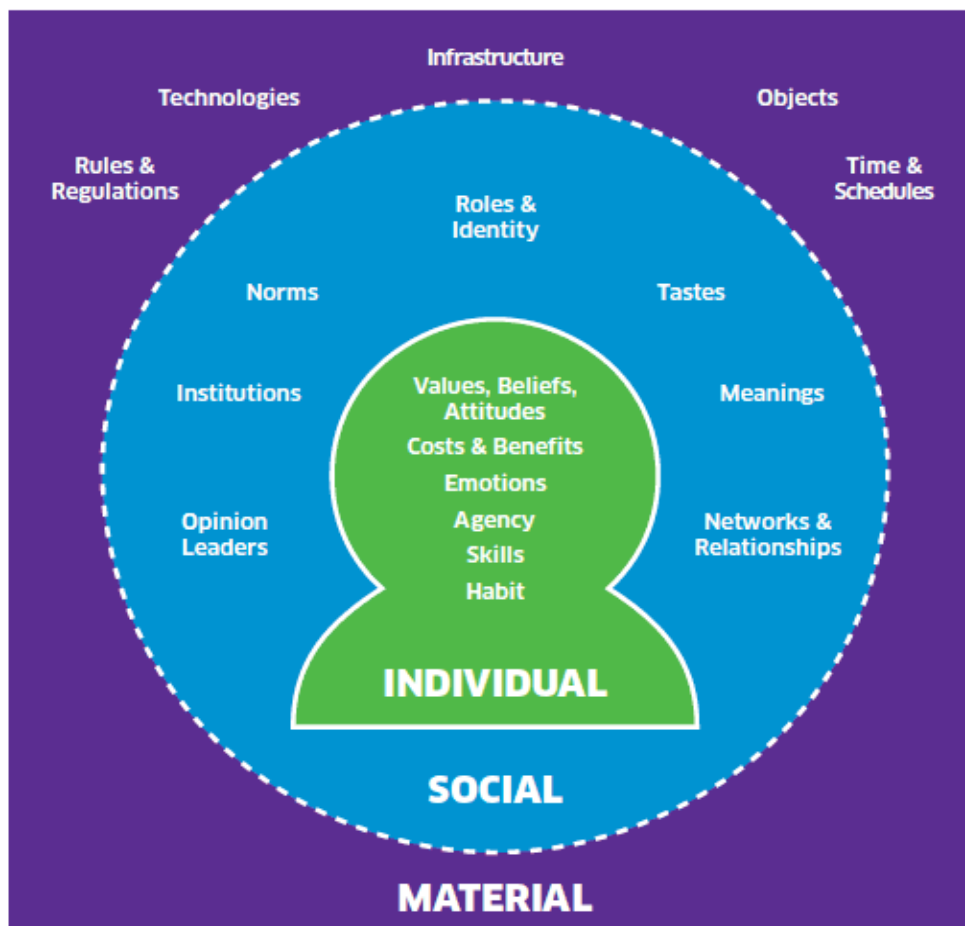 Infrastructure
Technologies
Objects
Rules &
Regulations
Time &
Schedules
Roles &
Identity
Norms
Tastes
Institutions
Meanings
Opinion
Leaders
Networks &
Relationships
Values, Beliefs,
Attitudes
Costs & Benefits
Emotions
Agency
Skills
Habit
INDIVIDUAL
SOCIAL
MATERIAL